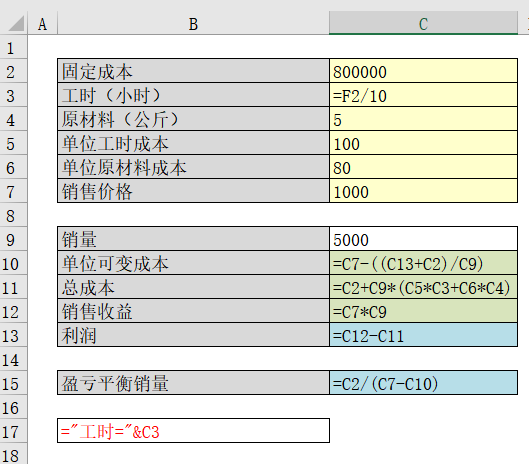 A B C
1
2 固定成本 800000
3 工时（小时） =F2/10
4 原材料（公斤） 5
5 单位工时成本 100
6 单位原材料成本 80
7 销售价格 1000
8
9 销量 5000
10 单位可变成本 =C7-((C13+C2)/C9)
11 总成本 =C2+C9*(C5*C3+C6*C4)
12 销售收益 =C7*C9
13 利润 =C12-C11
14
15 盈亏平衡销量 =C2/(C7-C10)
16
17 ="工时="&C3
18